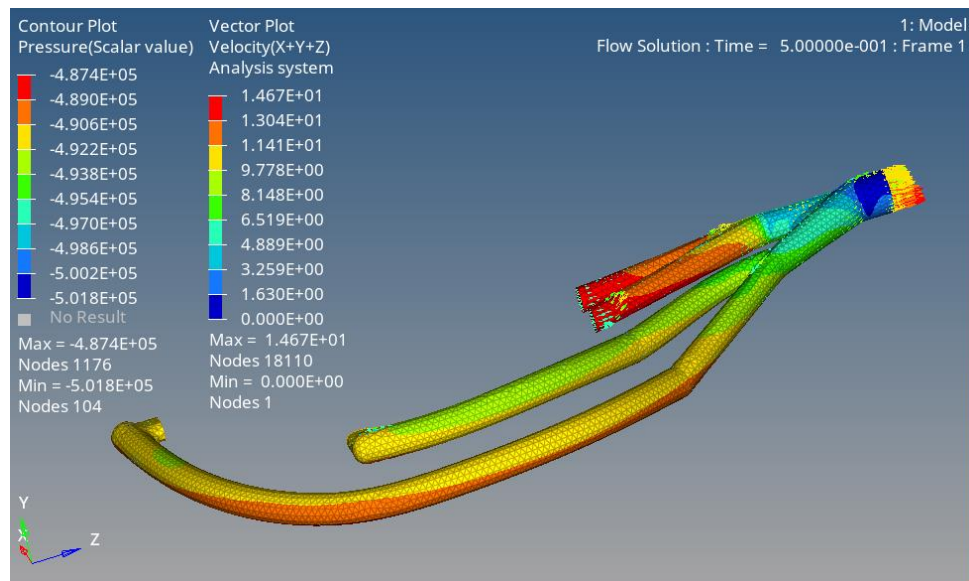 Contour Plot
Pressure(Scalar value)
-4.874E+05
-4.890E+05
-4.906E+05
-4.922E+05
-4.938E+05
-4.954E+05
-4.970E+05
-4.986E+05
-5.002E+05
-5.018E+05
No Result
Max = -4.874E+05
Nodes 1176
Min = -5.018E+05
Nodes 104
Vector Plot
Velocity(X+Y+Z)
Analysis system
1.467E+01
1.304E+01
1.141E+01
9.778E+00
8.148E+00
6.519E+00
4.889E+00
3.259E+00
1.630E+00
0.000E+00
Max = 1.467E+01
Nodes 18110
Min = 0.000E+00
Nodes 1
1: Model
Flow Solution : Time = 5.00000e-001 : Frame 1
Y
X
Z